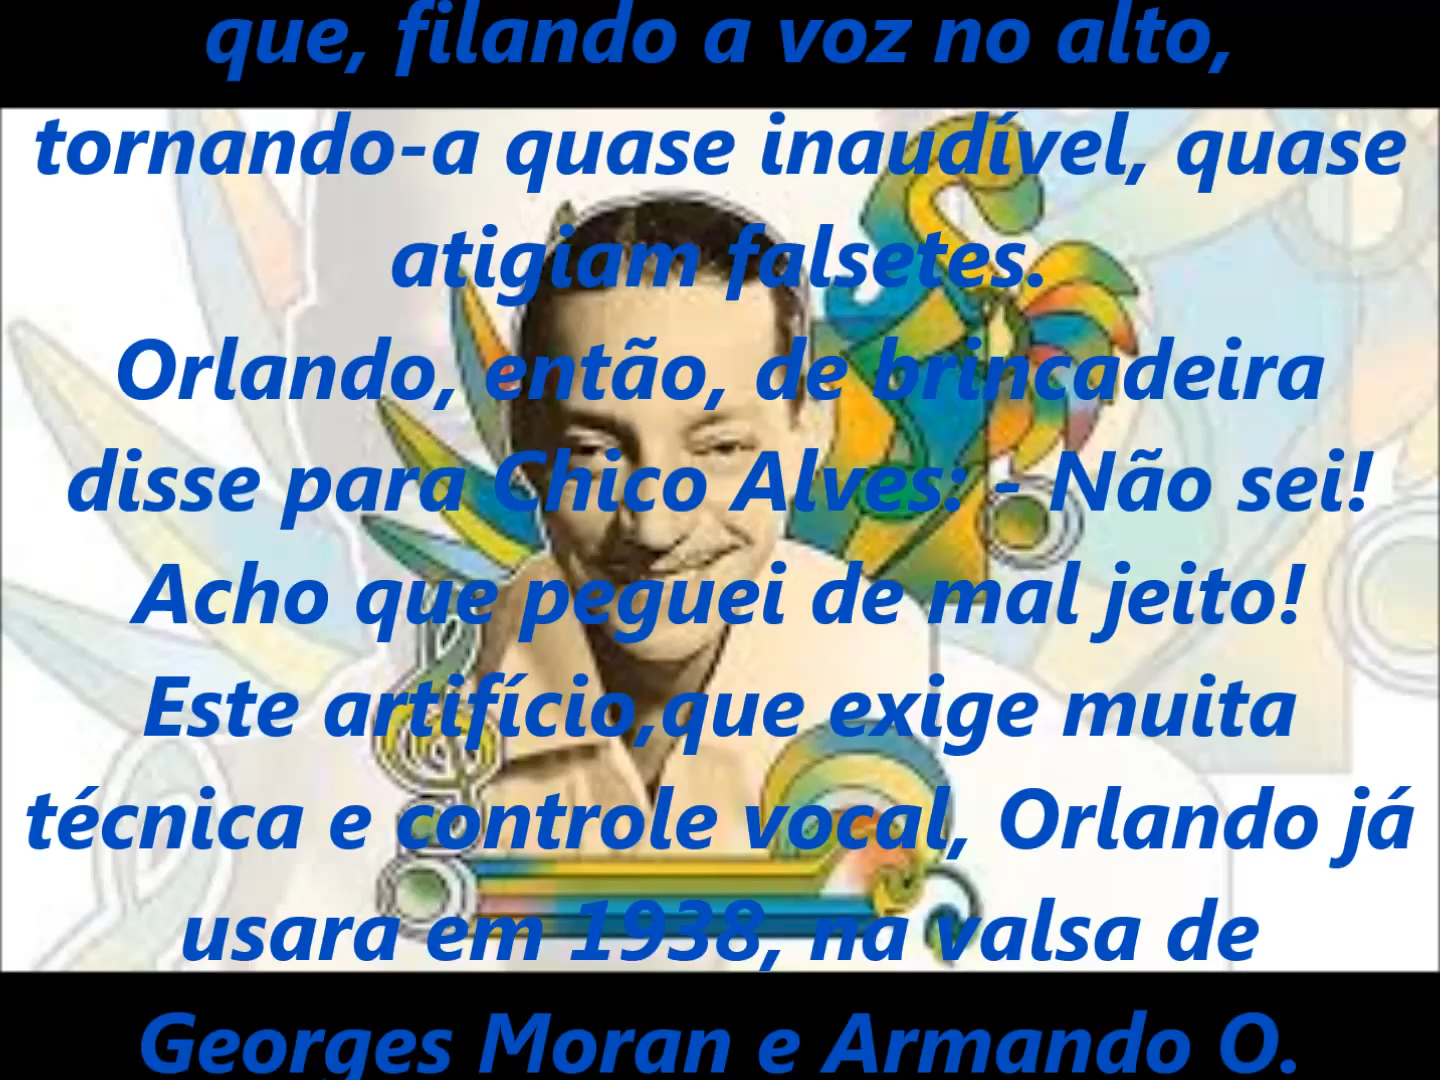 que, filando a voz no alto,
tornando-a quase inaudível, quase
atigiam falsetes.
Orlando, então, de brincadeira
disse para Chico Alves: - Não sei!
Acho que peguei de mal jeito!
Este artifício,que exige muita
técnica e controle vocal, Orlando já
usara em 1938, na valsa de
Georges Moran e Armando O.